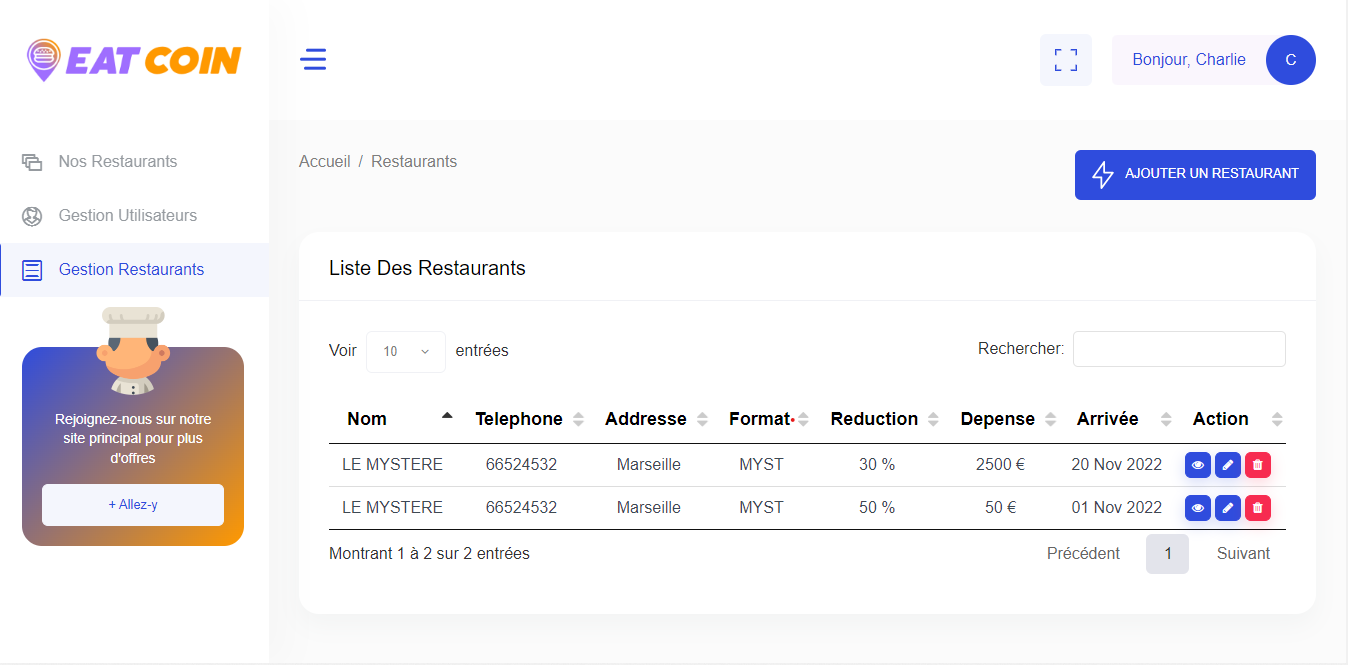 EAT COIN
Bonjour, Charlie
C
Nos Restaurants
Gestion Utilisateurs
Gestion Restaurants
Rejoignez-nous sur notre
site principal pour plus
d'offres
+ Allez-y
Accueil / Restaurants
AJOUTER UN RESTAURANT
Liste Des Restaurants
Voir 10 entrées
Rechercher:
Nom Telephone Addresse Format Reduction Depense Arrivée Action
LE MYSTERE 66524532 Marseille MYST 30 % 2500 € 20 Nov 2022
LE MYSTERE 66524532 Marseille MYST 50 % 50 € 01 Nov 2022
Montrant 1 à 2 sur 2 entrées
Précédent 1 Suivant